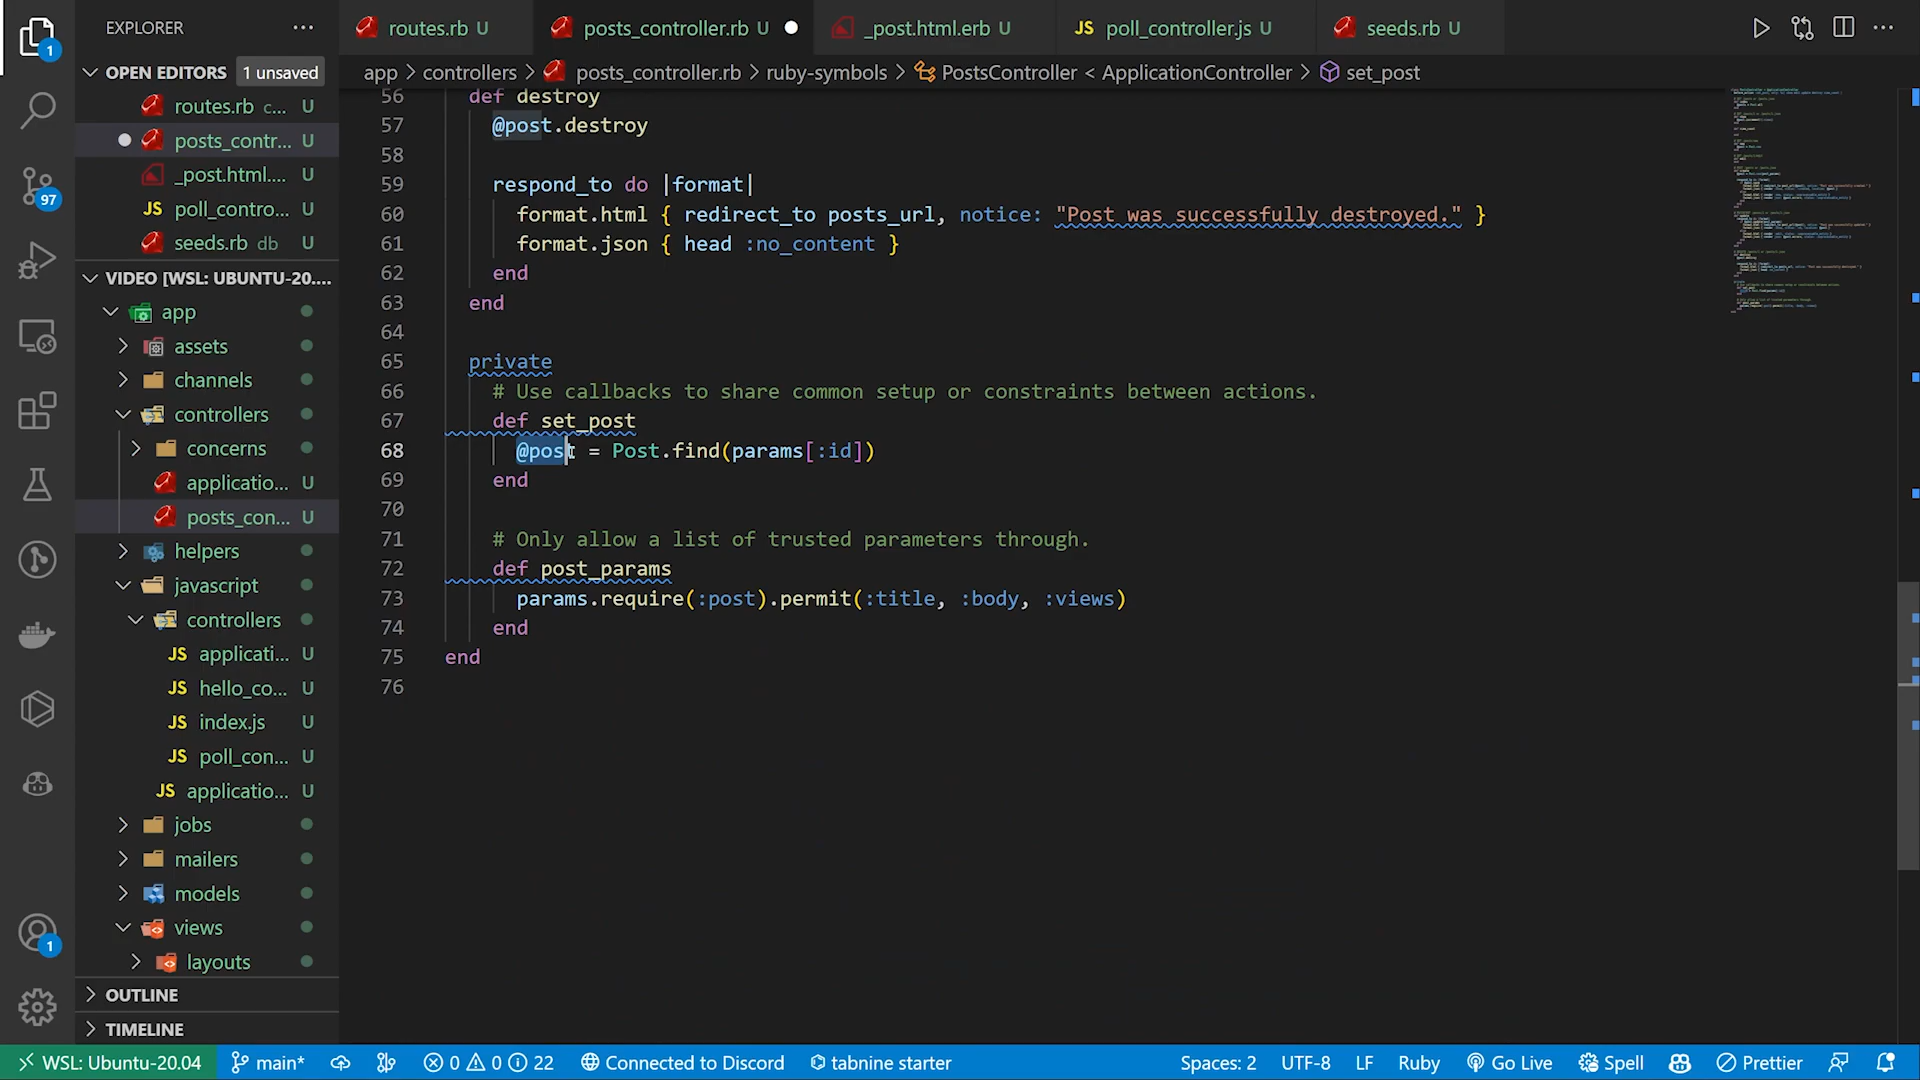 EXPLORER
routes.rb U
posts_controller.rb U
_post.html.erb U
JS poll_controller.js U
seeds.rb U
OPEN EDITORS 1 unsaved
app > controllers > posts_controller.rb > ruby-symbols > PostsController < ApplicationController > set_post
routes.rb c... U
posts_contr... U
_post.html.... U
JS poll_contro... U
seeds.rb db U
VIDEO [WSL: UBUNTU-20....
app
assets
channels
controllers
concerns
applicatio... U
posts_con... U
helpers
javascript
controllers
JS applicati... U
JS hello_co... U
JS index.js U
JS poll_con... U
JS applicatio... U
jobs
mailers
models
views
layouts
OUTLINE
TIMELINE
1
97
1
56 def destroy
57 @post.destroy
58
59 respond_to do |format|
60 format.html { redirect_to posts_url, notice: "Post was successfully destroyed." }
61 format.json { head :no_content }
62 end
63 end
64
65 private
66 # Use callbacks to share common setup or constraints between actions.
67 def set_post
68 @post = Post.find(params[:id])
69 end
70
71 # Only allow a list of trusted parameters through.
72 def post_params
73 params.require(:post).permit(:title, :body, :views)
74 end
75 end
76
WSL: Ubuntu-20.04 main* 0 0 22 Connected to Discord tabnine starter Spaces: 2 UTF-8 LF Ruby Go Live Spell Prettier